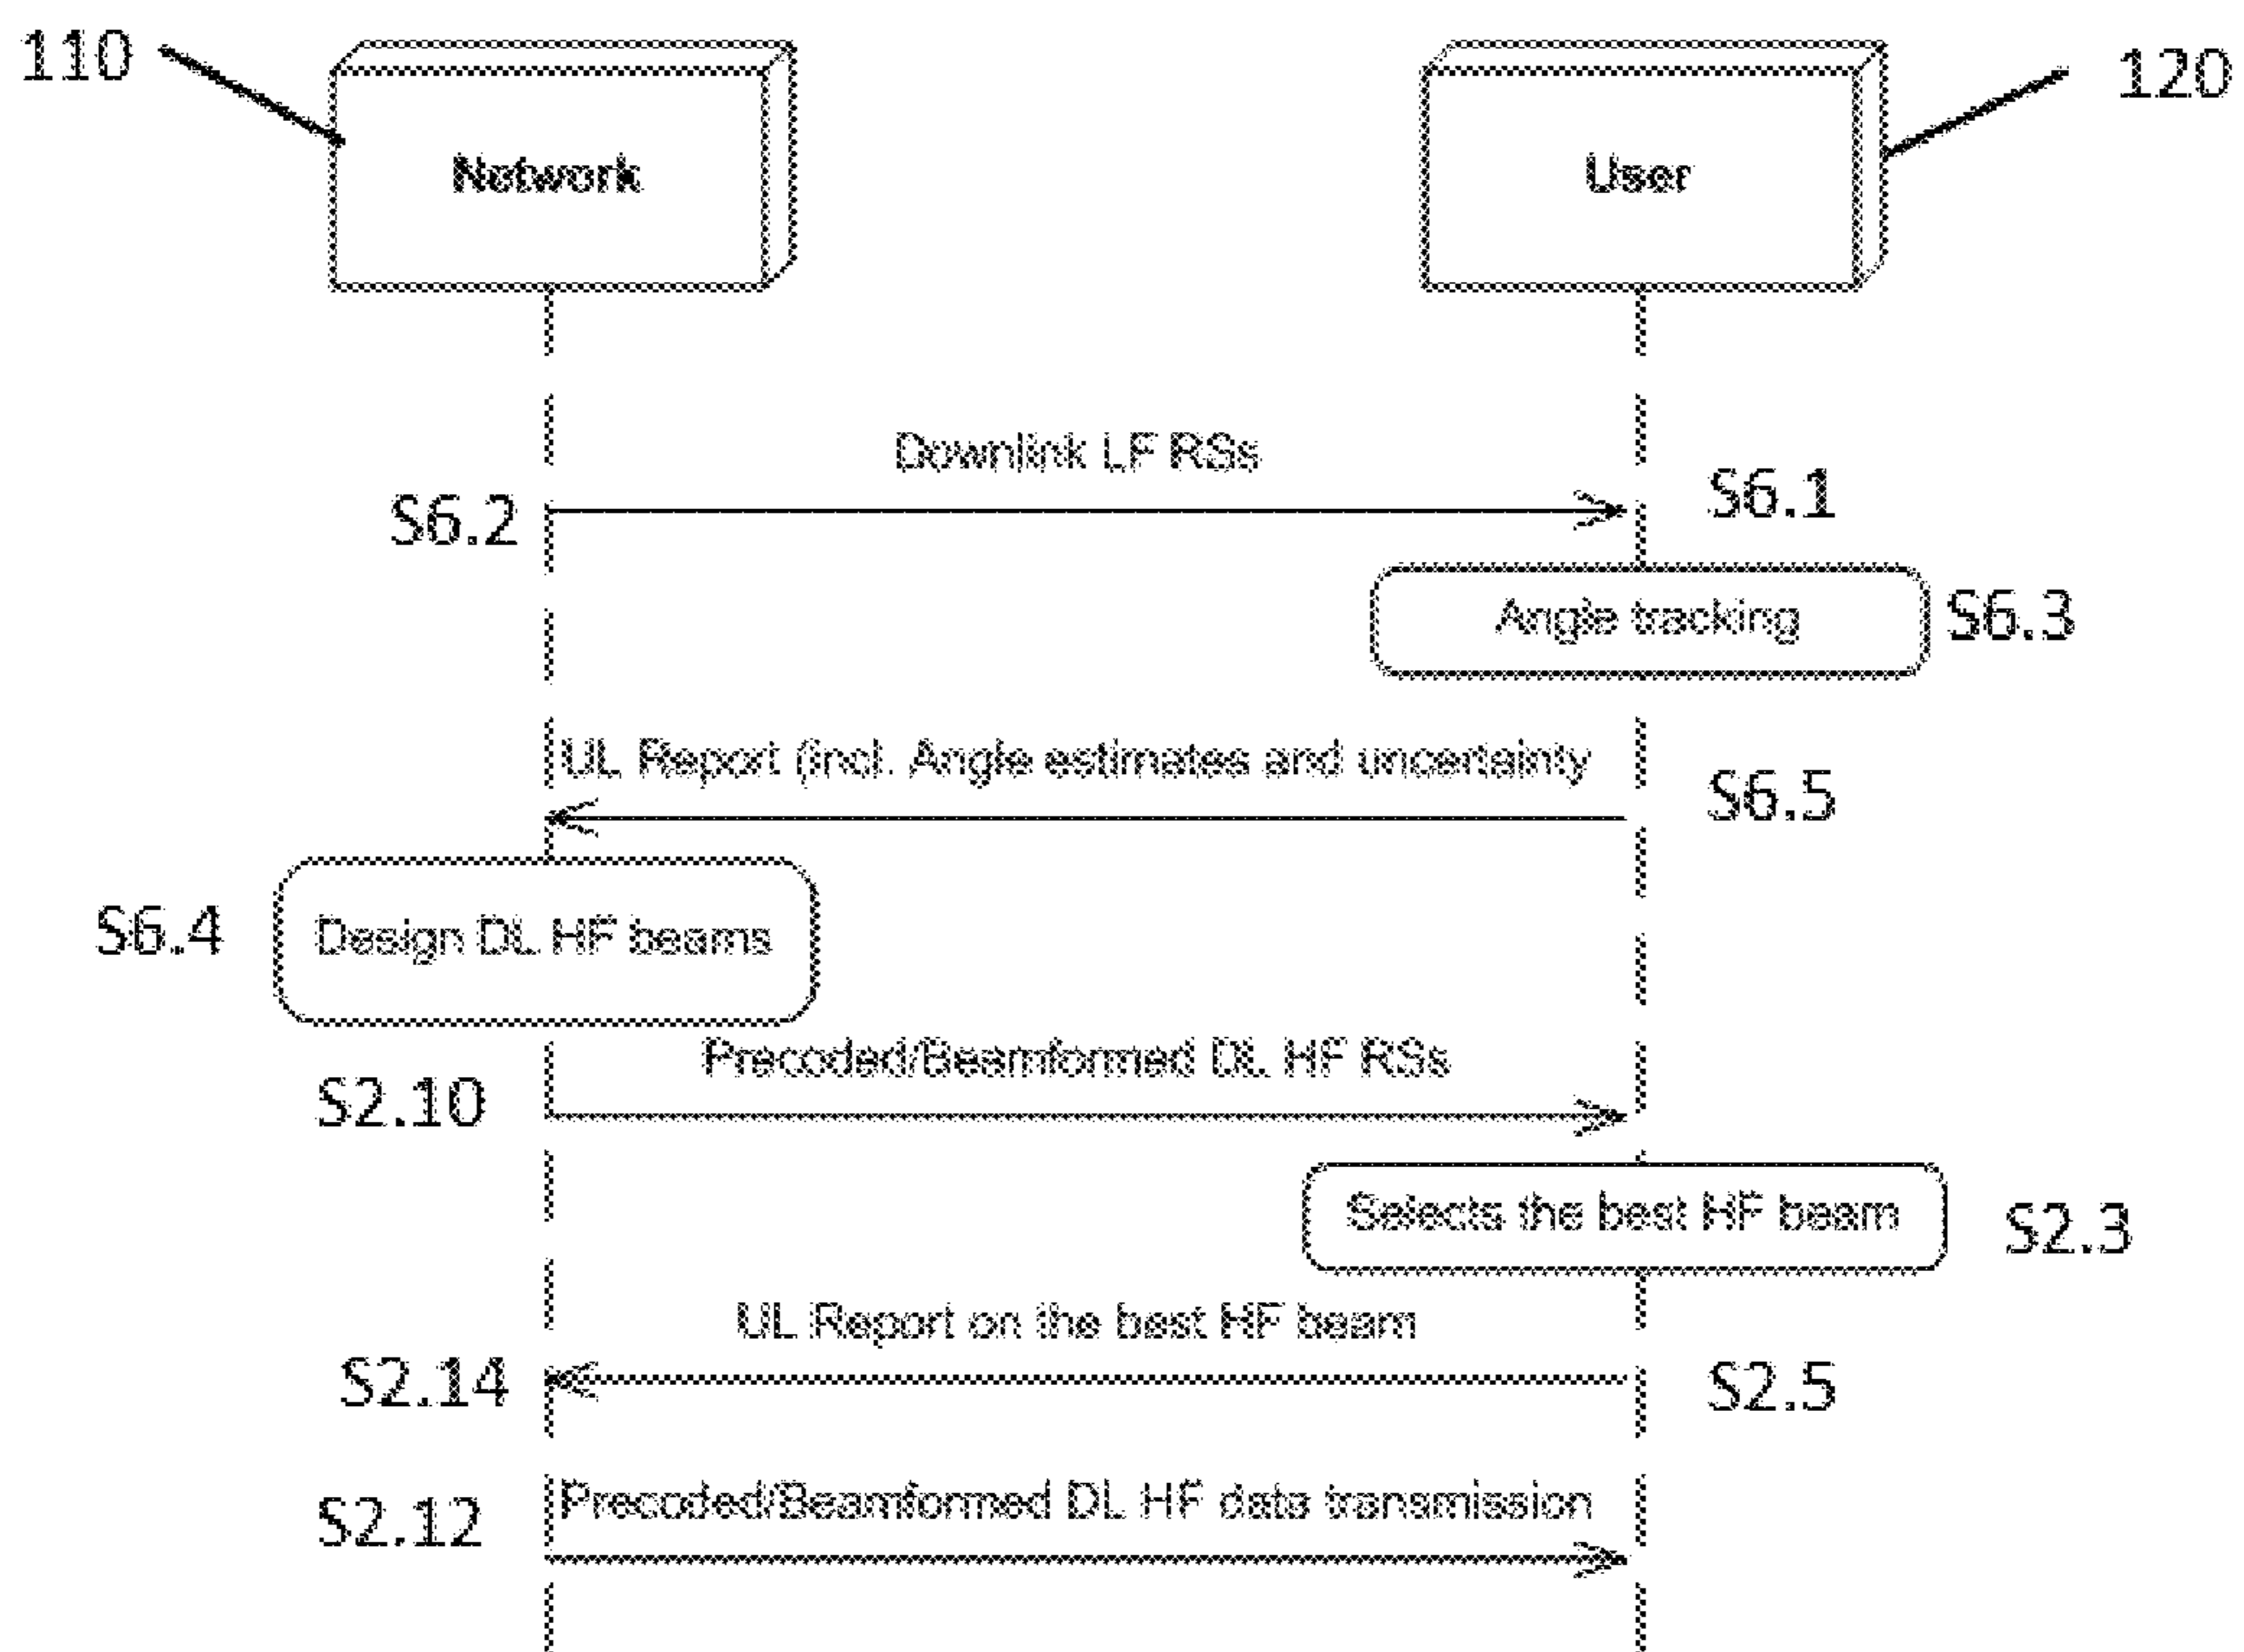 110
120
Network
User
Downlink LF RSs
S6.1
S6.2
Angle tracking
S6.3
UL Report (incl. Angle estimates and uncertainty
S6.5
S6.4
Design DL HF beams
Precoded/Beamformed DL HF RSs
S2.10
Selects the best HF beam
S2.3
UL Report on the best HF beam
S2.14
S2.5
Precoded/Beamformed DL HF data transmission
S2.12